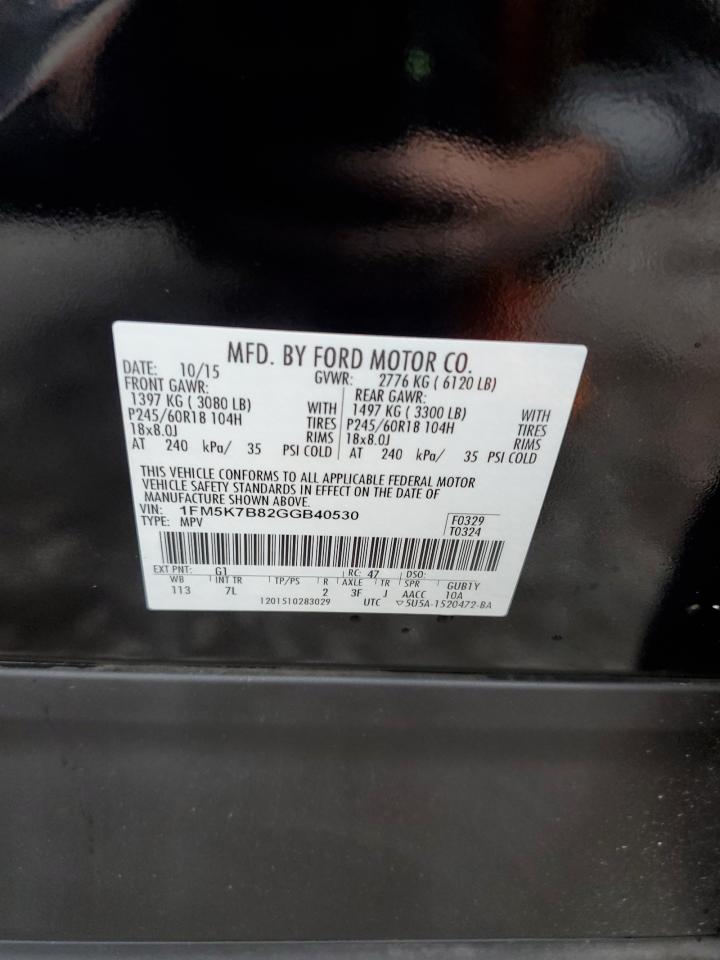 MFD. BY FORD MOTOR CO.
DATE: 10/15 GVWR: 2776 KG ( 6120 LB)
FRONT GAWR: REAR GAWR:
1397 KG ( 3080 LB) WITH 1497 KG ( 3300 LB) WITH
P245/60R18 104H TIRES P245/60R18 104H TIRES
18x8.0J RIMS 18x8.0J RIMS
AT 240 kPa/ 35 PSI COLD AT 240 kPa/ 35 PSI COLD
THIS VEHICLE CONFORMS TO ALL APPLICABLE FEDERAL MOTOR
VEHICLE SAFETY STANDARDS IN EFFECT ON THE DATE OF
MANUFACTURE SHOWN ABOVE.
VIN: 1FM5K7B82GGB40530 F0329
TYPE: MPV T0324
EXT PNT: G1 RC: 47 DSO:
WB INT TR TP/PS R AXLE TR SPR GUB1Y
113 7L 2 3F J AACC 10A
1201510283029 UTC ▽5U5A-1520472-BA